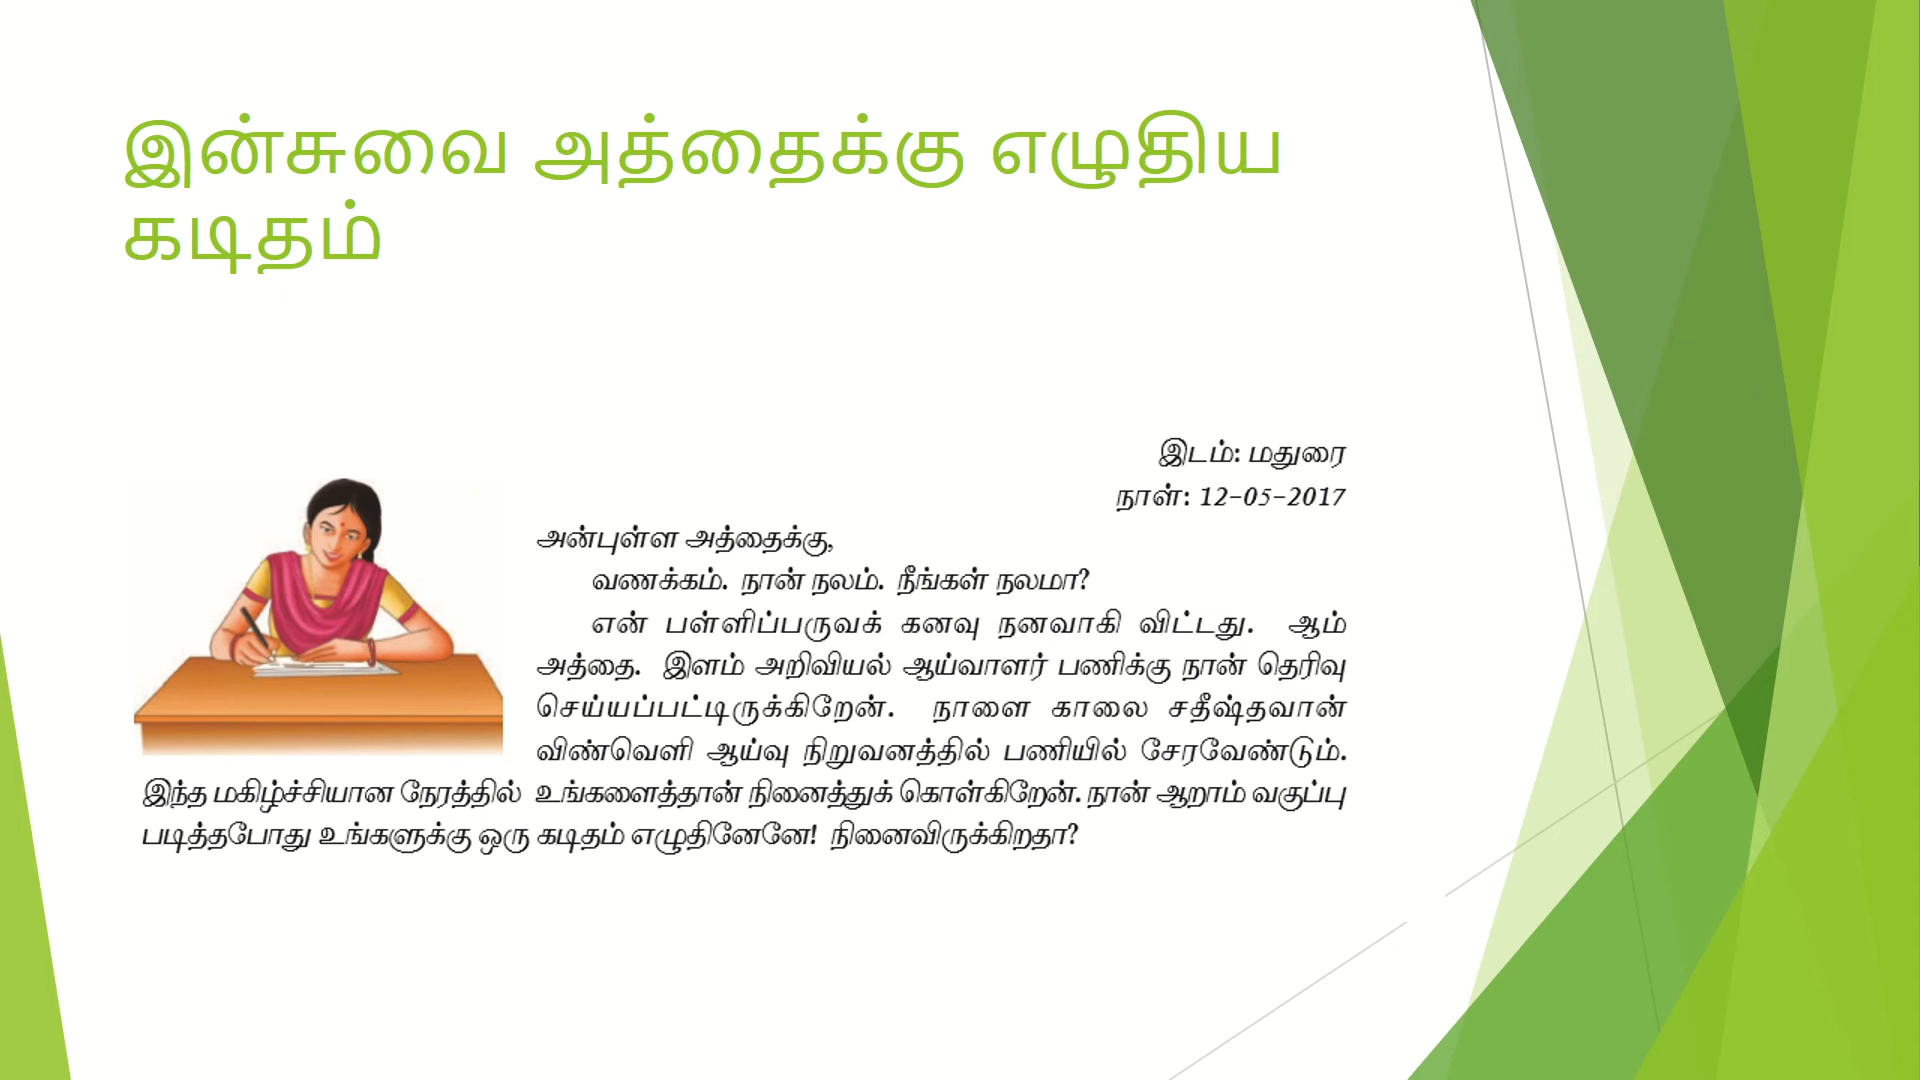 இன்சுவை அத்தைக்கு எழுதிய
கடிதம்
இடம்: மதுரை
நாள்: 12-05-2017
அன்புள்ள அத்தைக்கு,
வணக்கம். நான் நலம். நீங்கள் நலமா?
என் பள்ளிப்பருவக் கனவு நனவாகி விட்டது. ஆம்
அத்தை. இளம் அறிவியல் ஆய்வாளர் பணிக்கு நான் தெரிவு
செய்யப்பட்டிருக்கிறேன். நாளை காலை சதீஷ்தவான்
விண்வெளி ஆய்வு நிறுவனத்தில் பணியில் சேரவேண்டும்.
இந்த மகிழ்ச்சியான நேரத்தில் உங்களைத்தான் நினைத்துக் கொள்கிறேன். நான் ஆறாம் வகுப்பு
படித்தபோது உங்களுக்கு ஒரு கடிதம் எழுதினேனே! நினைவிருக்கிறதா?